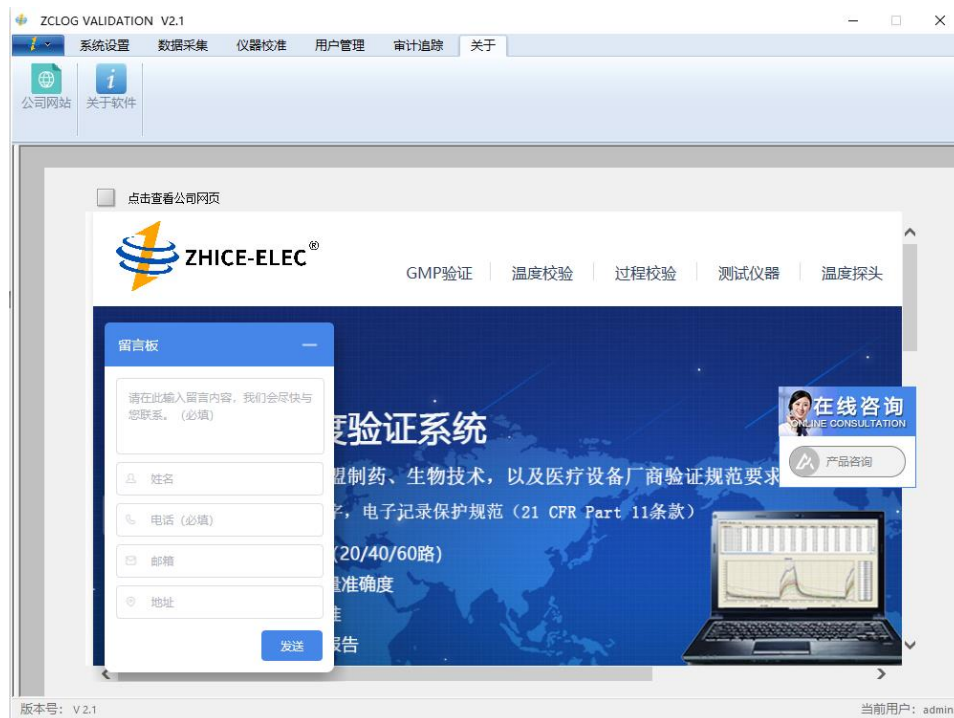 ZCLOG VALIDATION V2.1
系统设置 数据采集 仪器校准 用户管理 审计追踪 关于
公司网站 关于软件
点击查看公司网页
ZHICE-ELEC®
GMP验证 温度校验 过程校验 测试仪器 温度探头
留言板
请在此输入留言内容，我们会尽快与
您联系。（必填）
姓名
电话（必填）
邮箱
地址
发送
验证系统
盟制药、生物技术，以及医疗设备厂商验证规范要求
字，电子记录保护规范（21 CFR Part 11条款）
(20/40/60路)
准确度
准
报告
在线咨询
ONLINE CONSULTATION
产品咨询
版本号： V 2.1
当前用户： admin